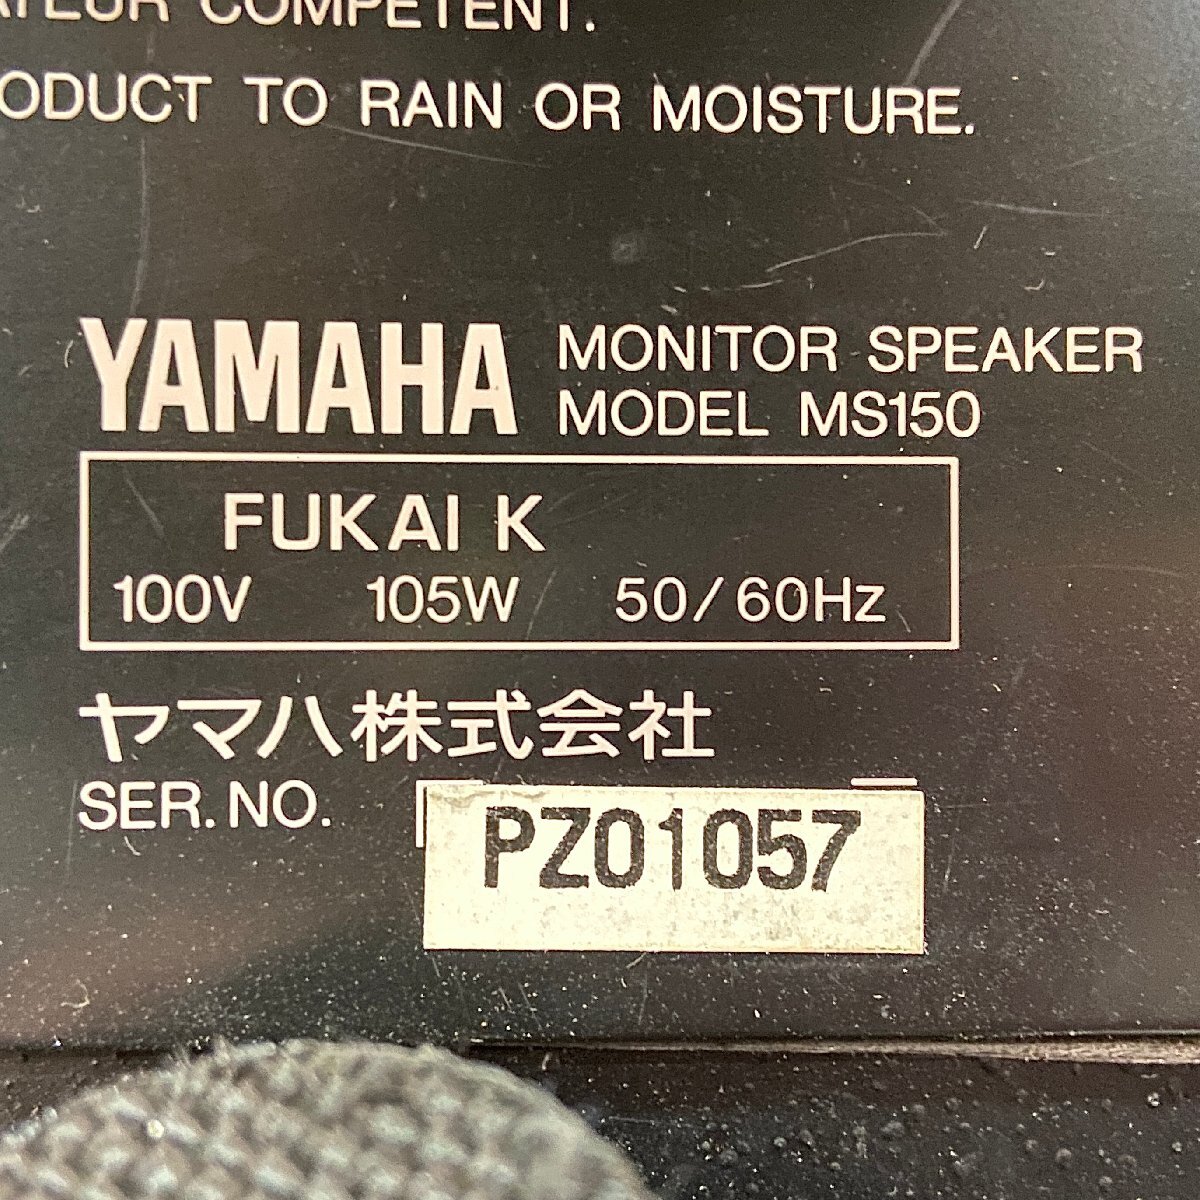 COMPETENT.
TO RAIN OR MOISTURE.
YAMAHA
MONITOR SPEAKER
MODEL MS150
FUKAI K
100V 105W 50/60Hz
ヤマハ株式会社
SER.NO.
PZ01057